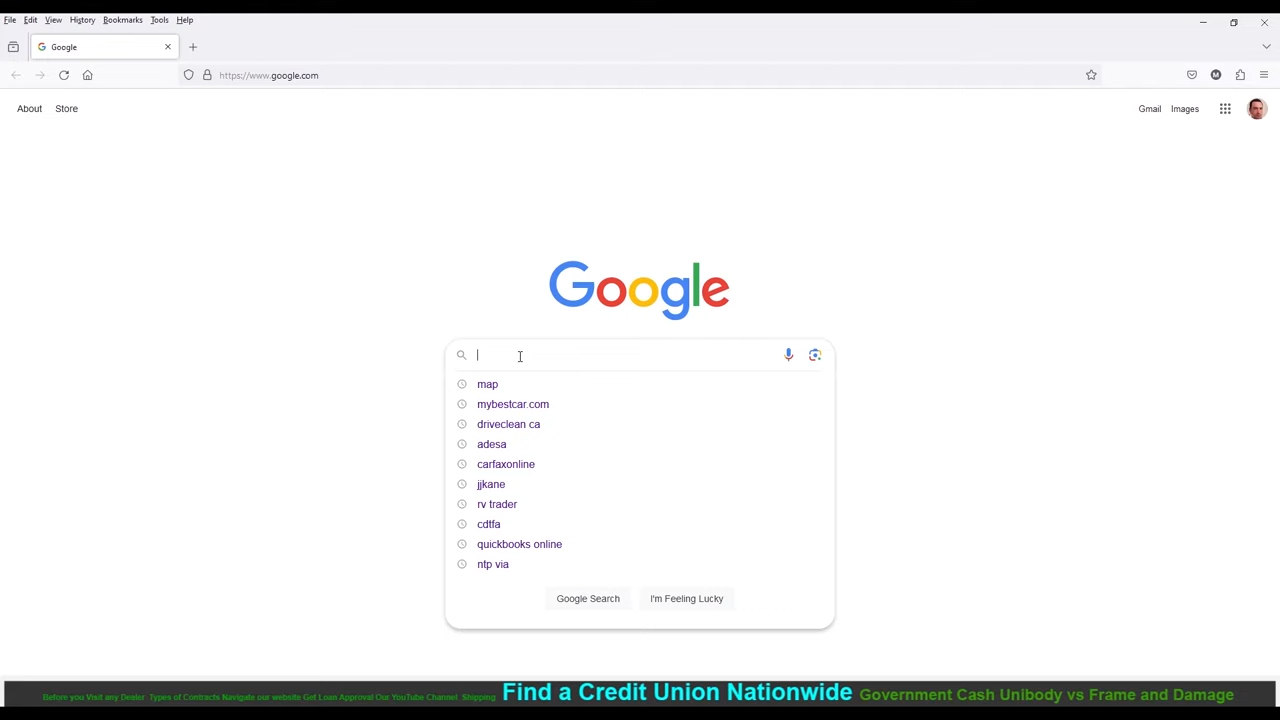 File Edit View History Bookmarks Tools Help
Google
https://www.google.com
M
About Store Gmail Images
Google
map
mybestcar.com
driveclean ca
adesa
carfaxonline
jjkane
rv trader
cdtfa
quickbooks online
ntp via
Google Search I'm Feeling Lucky
Before you Visit any Dealer Types of Contracts Navigate our website Get Loan Approval Our YouTube Channel Shipping Find a Credit Union Nationwide Government Cash Unibody vs Frame and Damage